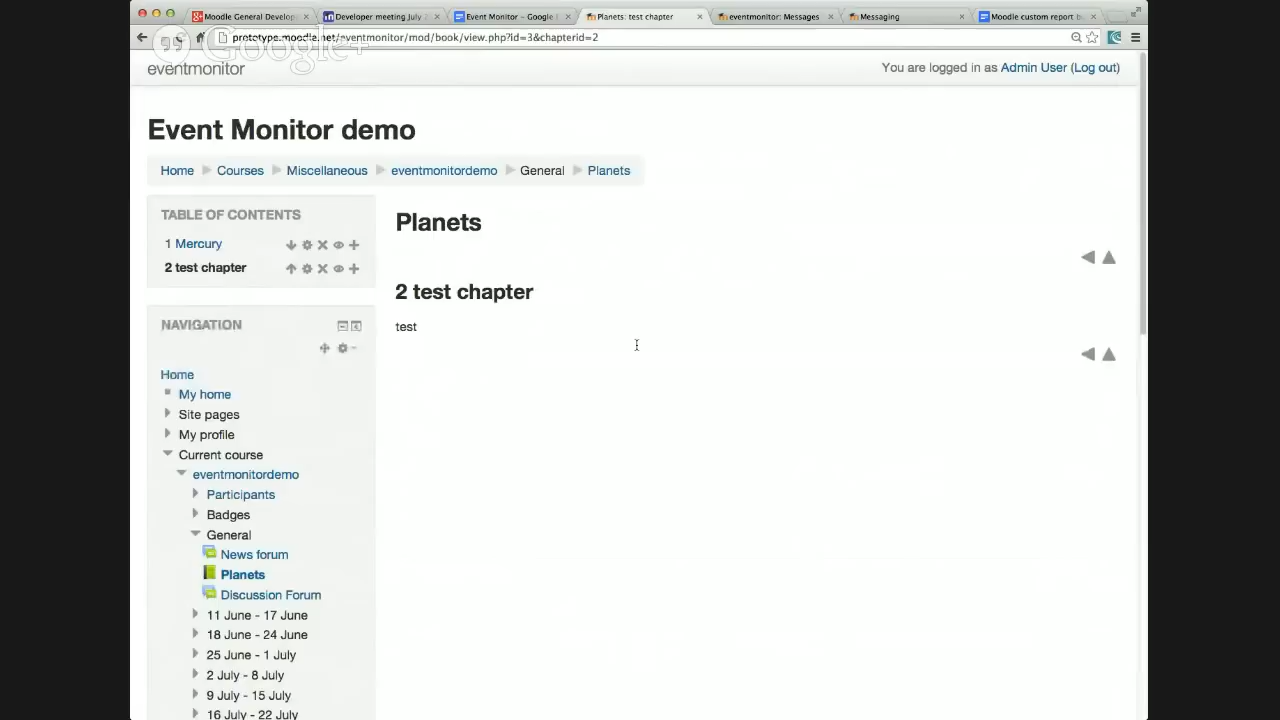 Moodle General Develop
Developer meeting July 2
Event Monitor – Google
Planets: test chapter
eventmonitor: Messages
Messaging
Moodle custom report b
prototype.moodle.net/eventmonitor/mod/book/view.php?id=3&chapterid=2
Google+
eventmonitor
You are logged in as Admin User (Log out)
Event Monitor demo
Home Courses Miscellaneous eventmonitordemo General Planets
TABLE OF CONTENTS
1 Mercury
2 test chapter
Planets
2 test chapter
test
NAVIGATION
Home
My home
Site pages
My profile
Current course
eventmonitordemo
Participants
Badges
General
News forum
Planets
Discussion Forum
11 June - 17 June
18 June - 24 June
25 June - 1 July
2 July - 8 July
9 July - 15 July
16 July - 22 July